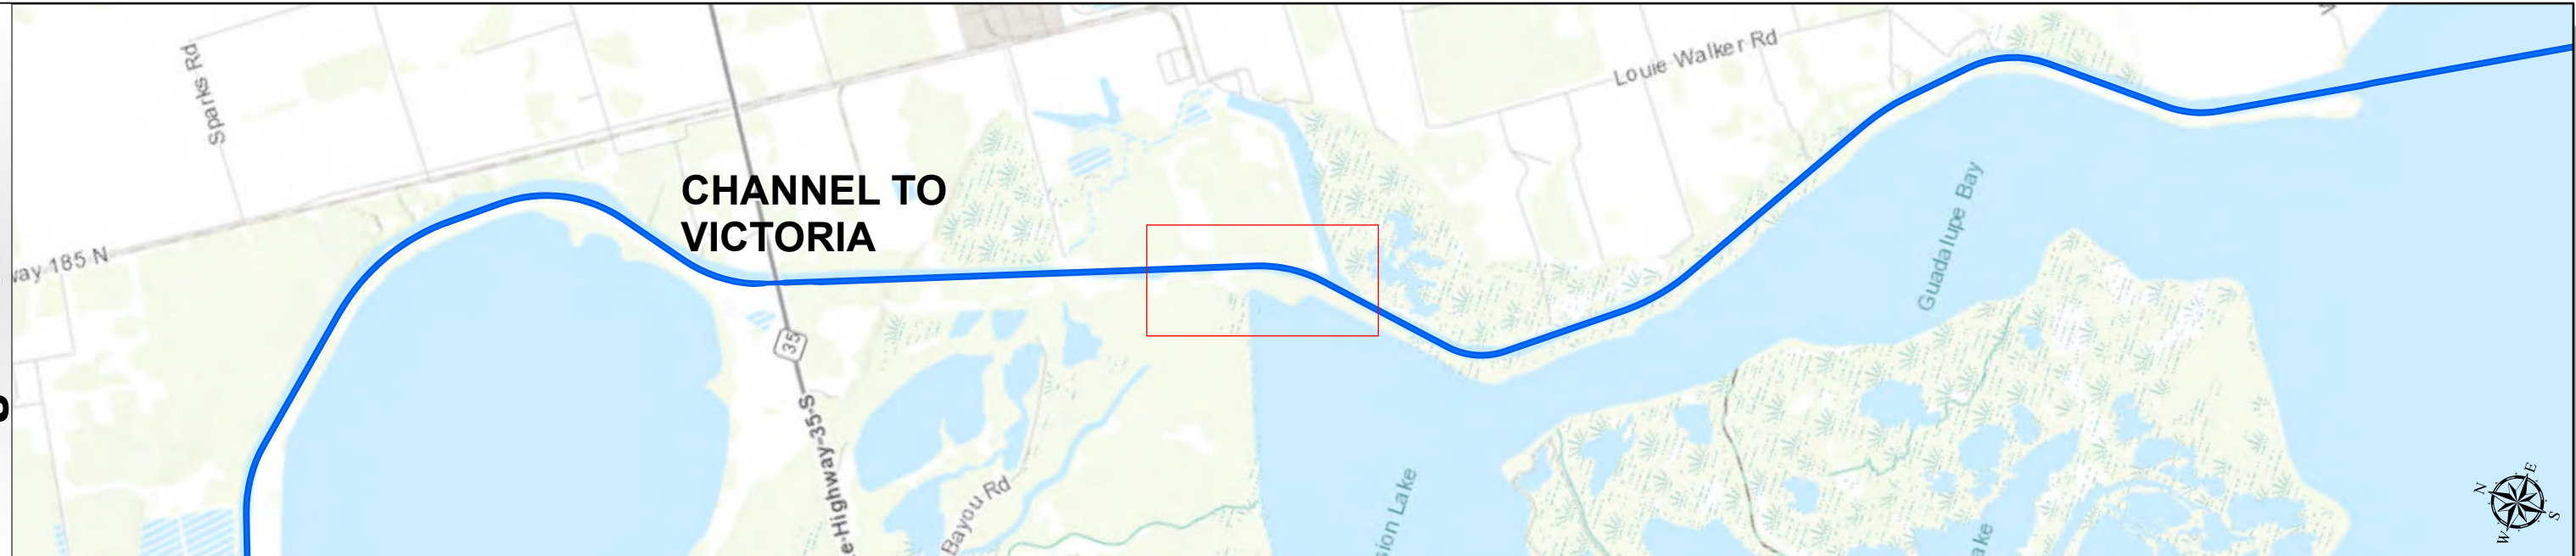 Sparks Rd
Louie Walker Rd
CHANNEL TO
VICTORIA
way 185 N
Guadalupe Bay
35
e-Highway-35-S
Bayou Rd
sion Lake
ake
N
E
S
W